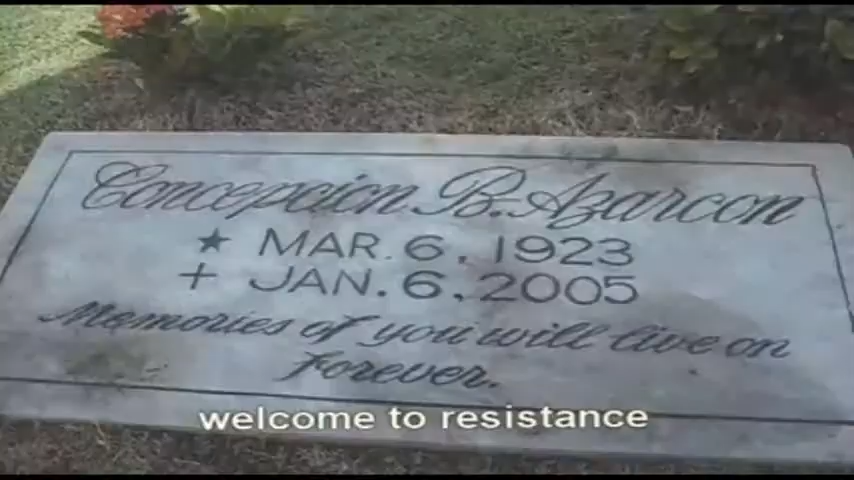 Concepcion B. Azarcon
★ MAR. 6, 1923
+ JAN. 6, 2005
Memories of you will live on
Forever.
welcome to resistance